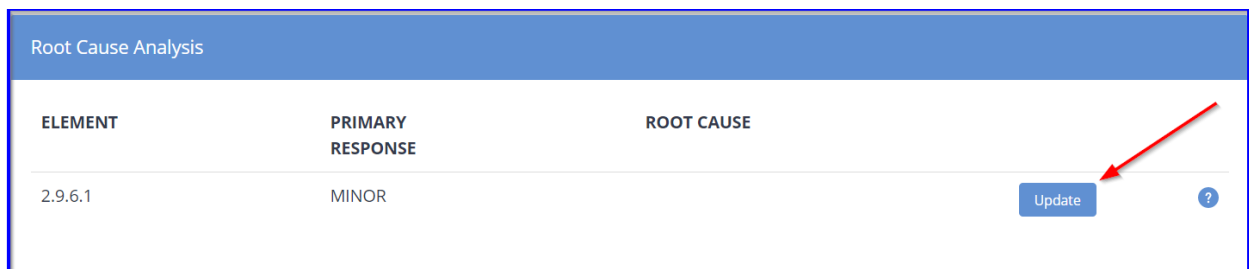 Root Cause Analysis
ELEMENT PRIMARY RESPONSE ROOT CAUSE
2.9.6.1 MINOR Update ?